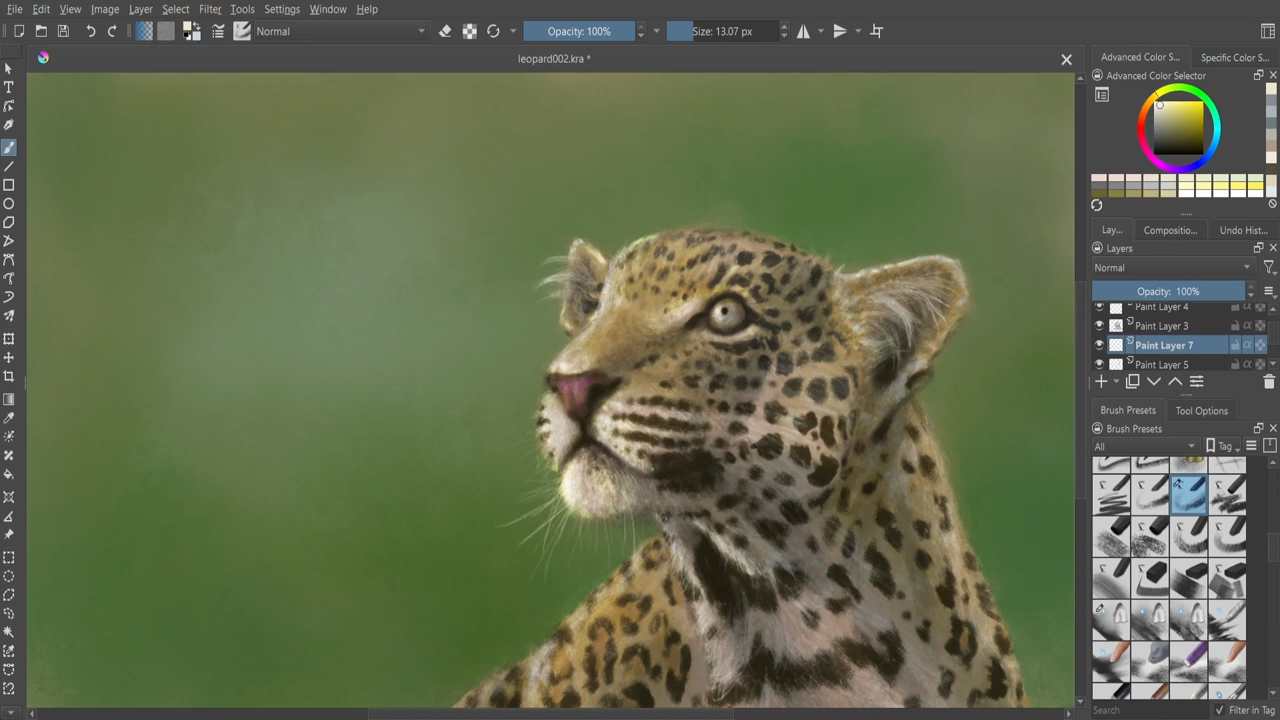 File Edit View Image Layer Select Filter Tools Settings Window Help
Normal Opacity: 100% Size: 13.07 px
leopard002.kra *
Advanced Color S... Specific Color S...
Advanced Color Selector
Lay... Compositio... Undo Hist...
Layers
Normal
Opacity: 100%
Paint Layer 4
Paint Layer 3
Paint Layer 7
Paint Layer 5
Brush Presets Tool Options
Brush Presets
All Tag
Search Filter in Tag